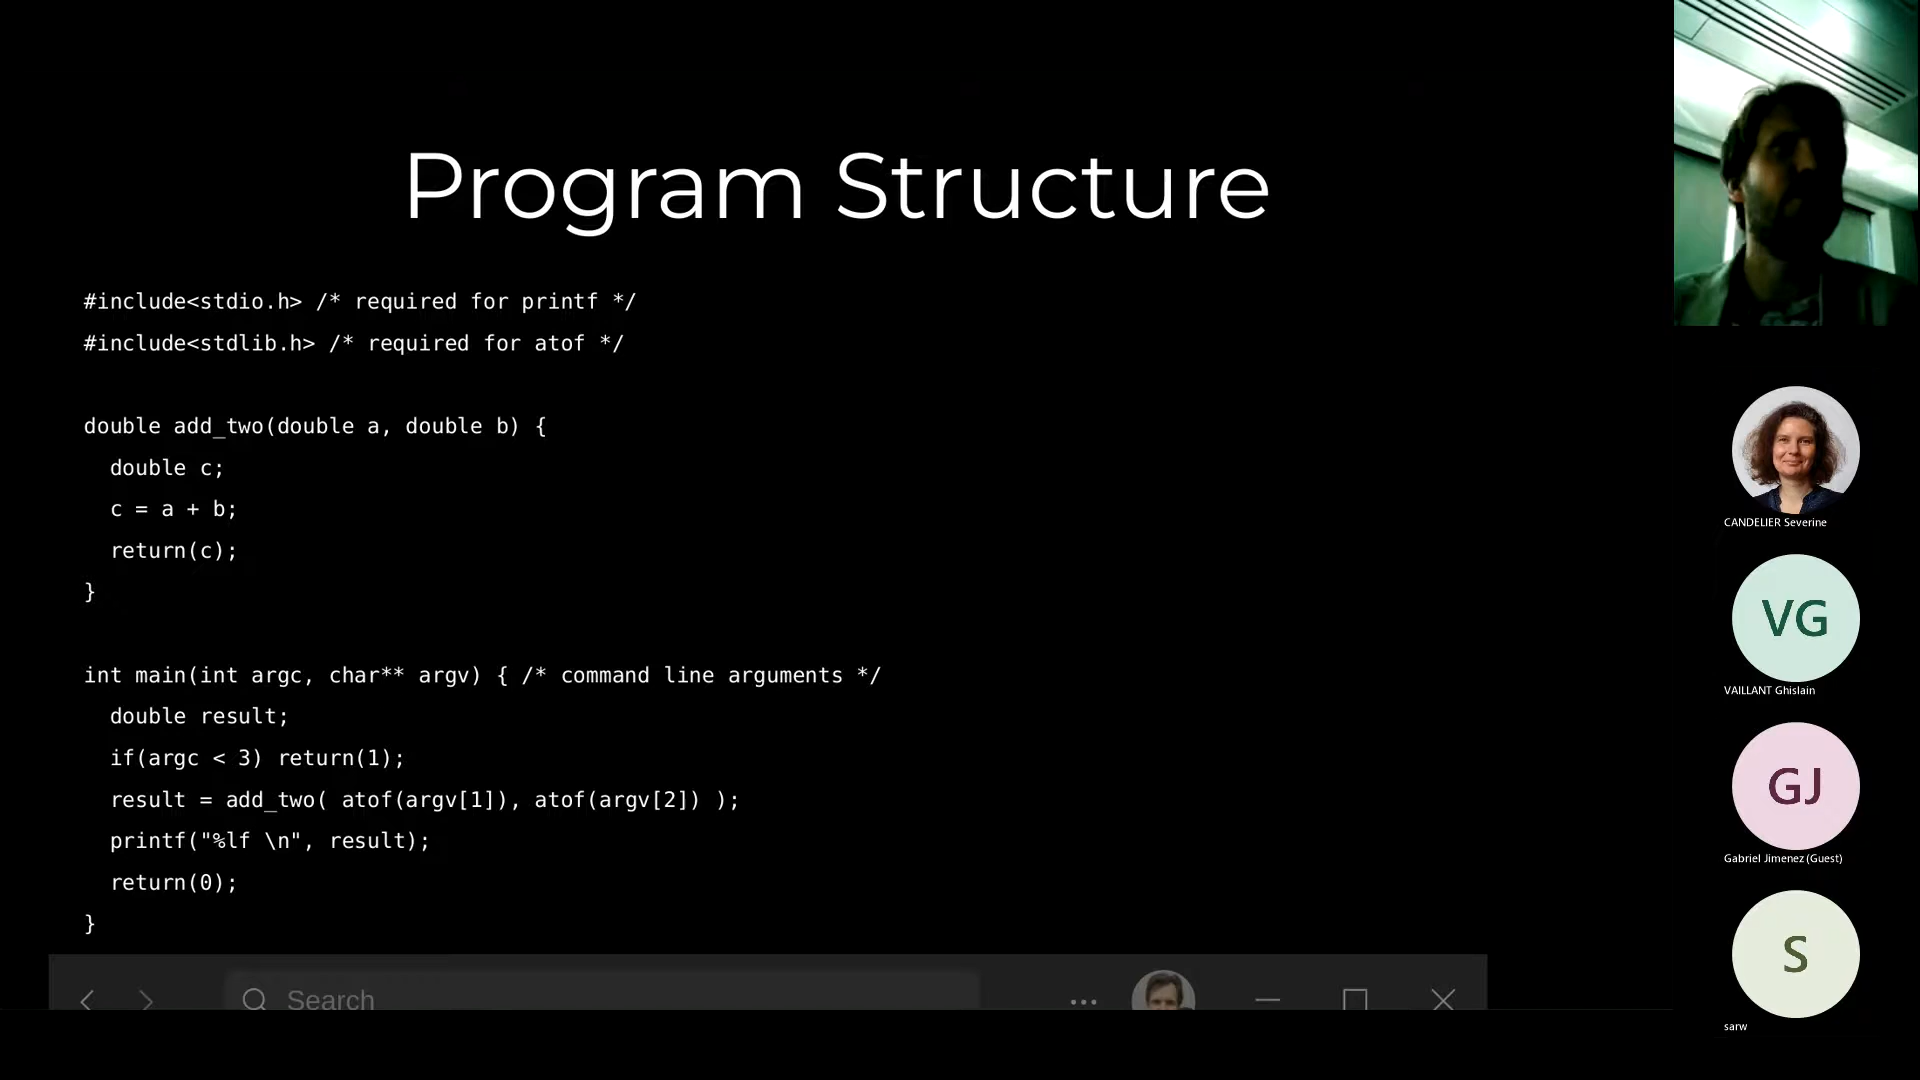 Program Structure
#include<stdio.h> /* required for printf */
#include<stdlib.h> /* required for atof */
double add_two(double a, double b) {
  double c;
  c = a + b;
  return(c);
}
int main(int argc, char** argv) { /* command line arguments */
  double result;
  if(argc < 3) return(1);
  result = add_two( atof(argv[1]), atof(argv[2]) );
  printf("%lf \n", result);
  return(0);
}
Search
CANDELIER Severine
VG
VAILLANT Ghislain
GJ
Gabriel Jimenez (Guest)
S
sarw